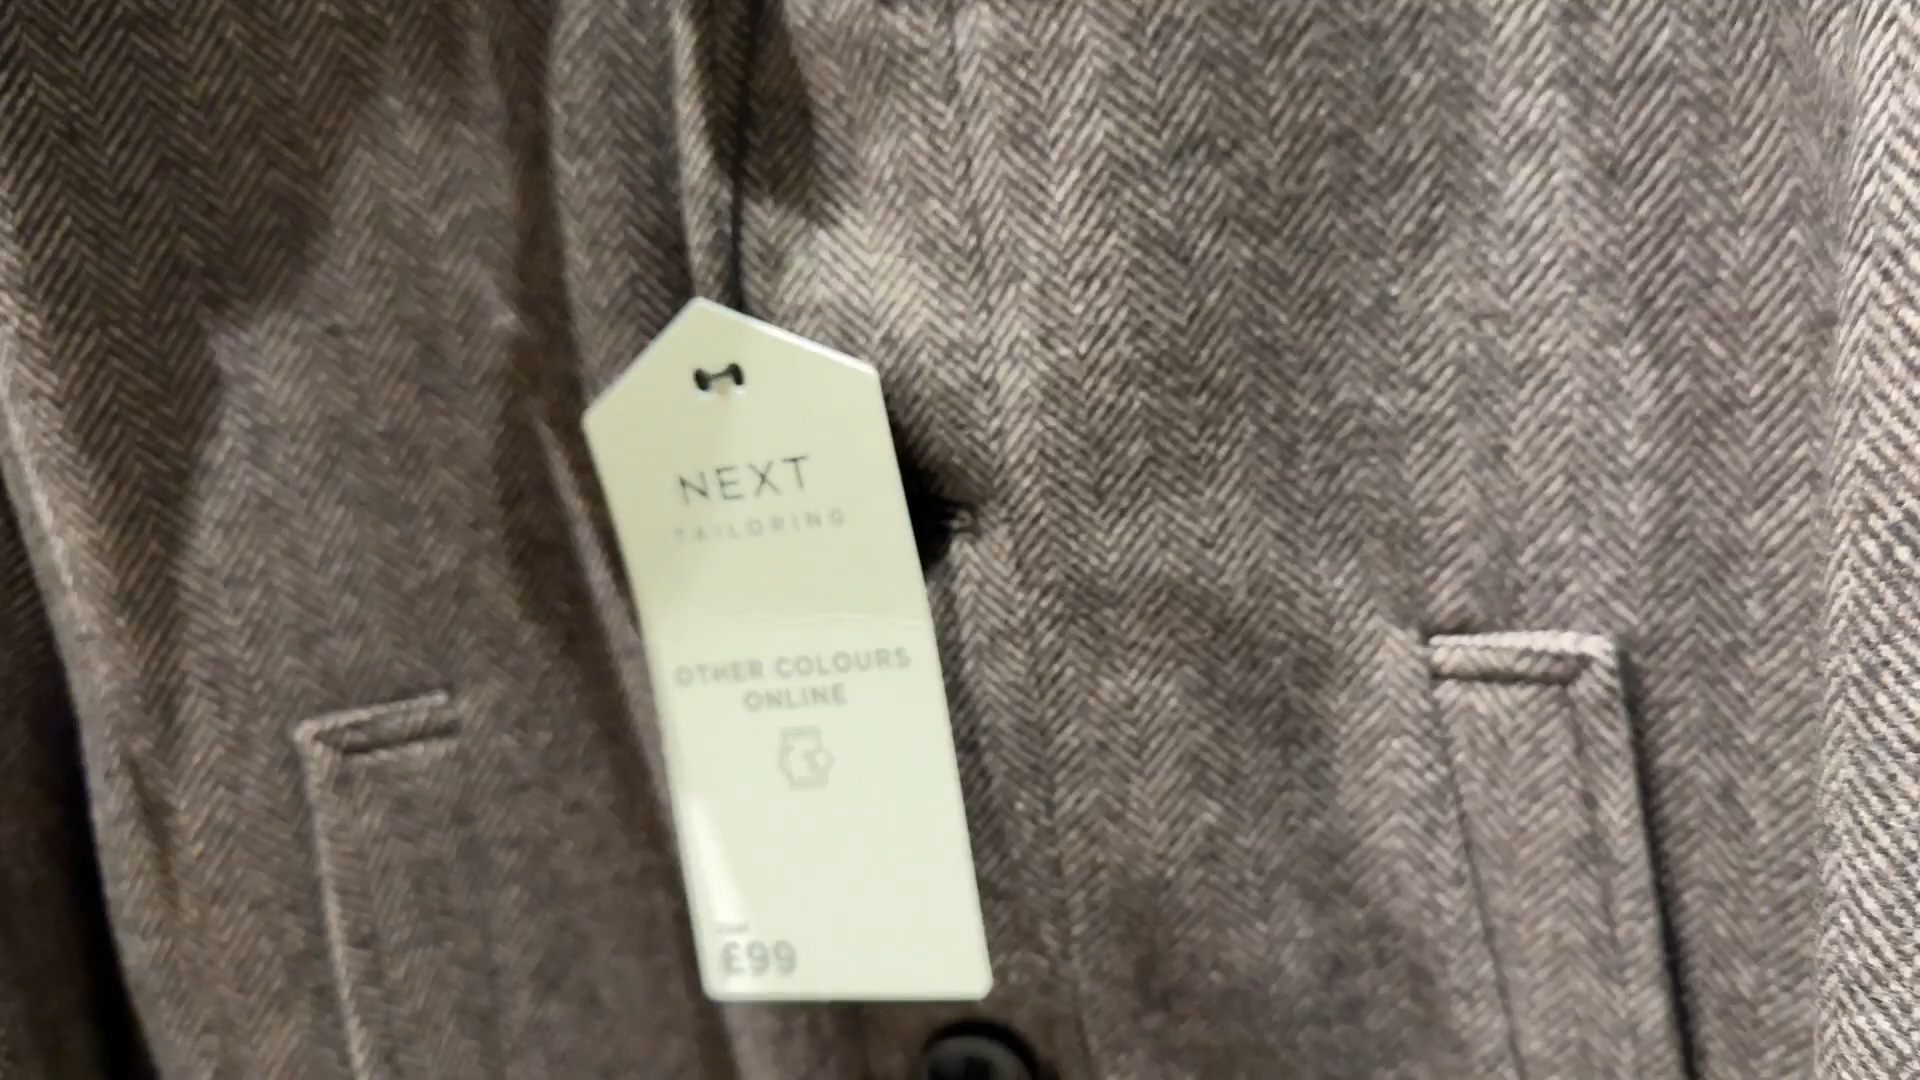 NEXT
TAILORING
OTHER COLOURS
ONLINE
£99